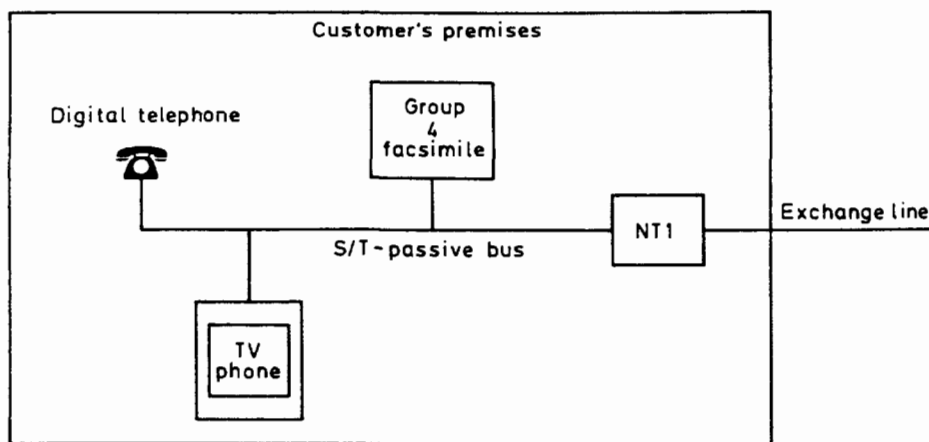 Customer's premises
Digital telephone
Group
4
facsimile
Exchange line
NT1
S/T-passive bus
TV
phone